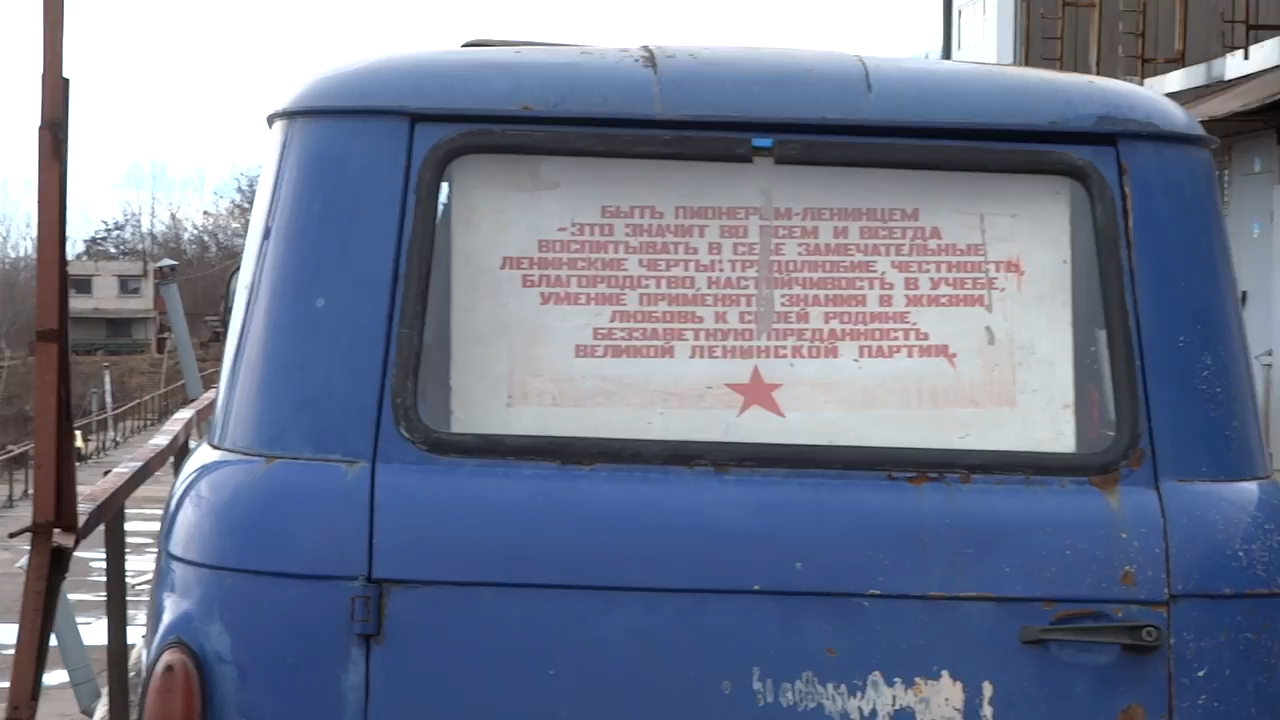 БЫТЬ ПИОНЕРОМ-ЛЕНИНЦЕМ
-ЭТО ЗНАЧИТ ВО ВСЕМ И ВСЕГДА
ВОСПИТЫВАТЬ В СЕБЕ ЗАМЕЧАТЕЛЬНЫЕ
ЛЕНИНСКИЕ ЧЕРТЫ: ТРУДОЛЮБИЕ, ЧЕСТНОСТЬ,
БЛАГОРОДСТВО, НАСТОЙЧИВОСТЬ В УЧЕБЕ,
УМЕНИЕ ПРИМЕНЯТЬ ЗНАНИЯ В ЖИЗНИ,
ЛЮБОВЬ К СВОЕЙ РОДИНЕ,
БЕЗЗАВЕТНУЮ ПРЕДАННОСТЬ
ВЕЛИКОЙ ЛЕНИНСКОЙ ПАРТИИ.